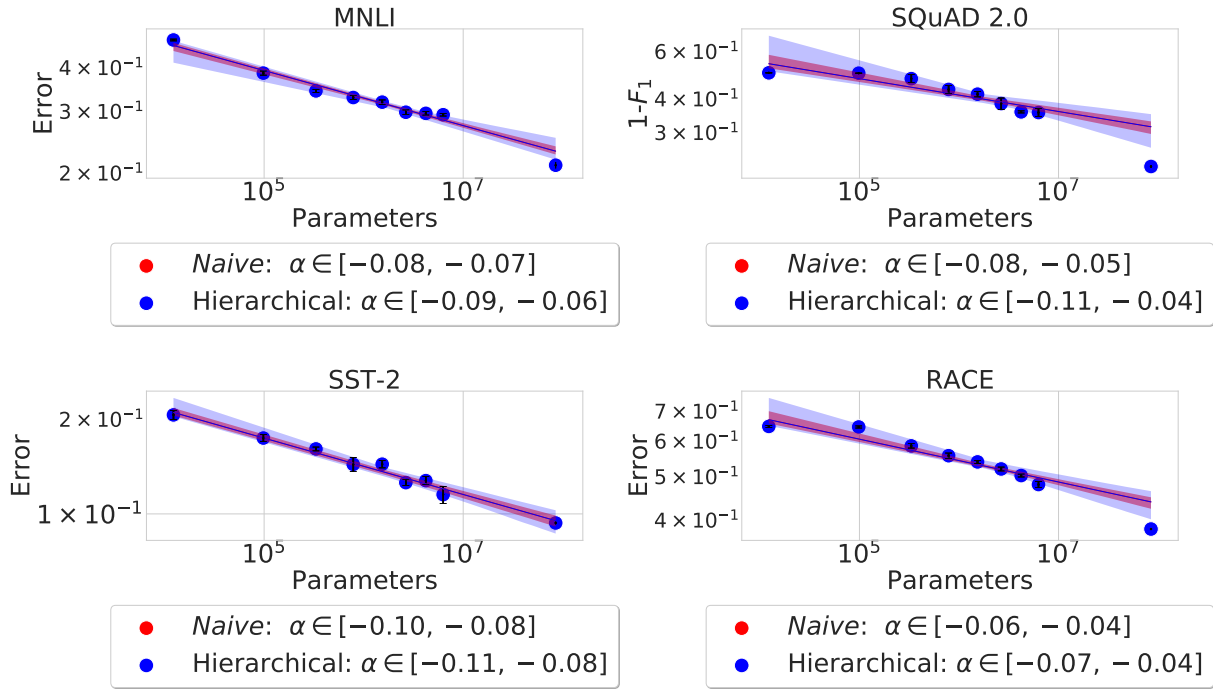 MNLI
4 × 10⁻¹
3 × 10⁻¹
2 × 10⁻¹
Error
10⁵
10⁷
Parameters
Naive: α ∈ [−0.08, −0.07]
Hierarchical: α ∈ [−0.09, −0.06]
SQuAD 2.0
6 × 10⁻¹
4 × 10⁻¹
3 × 10⁻¹
1-F₁
10⁵
10⁷
Parameters
Naive: α ∈ [−0.08, −0.05]
Hierarchical: α ∈ [−0.11, −0.04]
SST-2
2 × 10⁻¹
1 × 10⁻¹
Error
10⁵
10⁷
Parameters
Naive: α ∈ [−0.10, −0.08]
Hierarchical: α ∈ [−0.11, −0.08]
RACE
7 × 10⁻¹
6 × 10⁻¹
5 × 10⁻¹
4 × 10⁻¹
Error
10⁵
10⁷
Parameters
Naive: α ∈ [−0.06, −0.04]
Hierarchical: α ∈ [−0.07, −0.04]